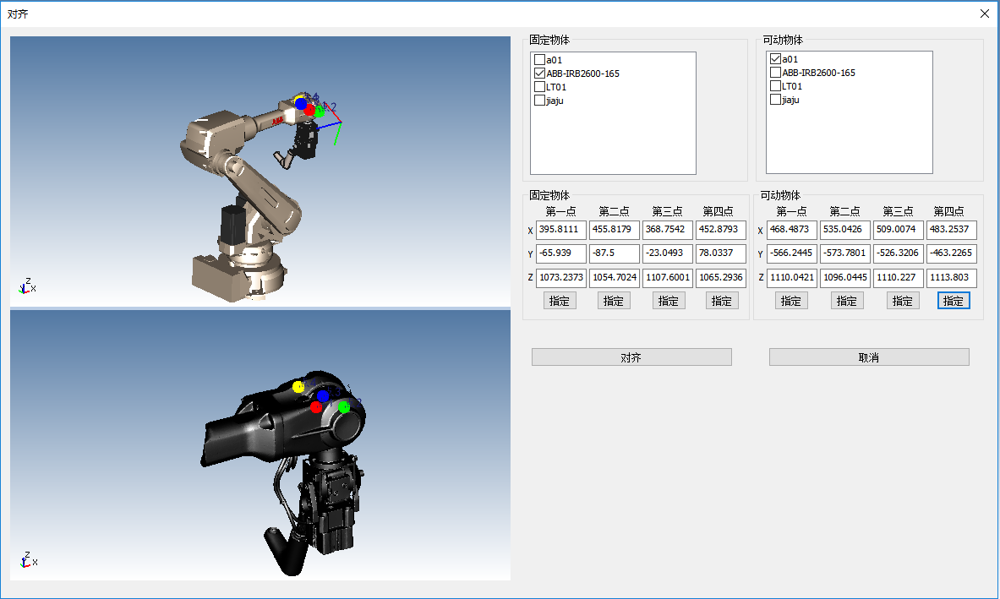 对齐
固定物体
a01
ABB-IRB2600-165
LT01
jiaju
可动物体
a01
ABB-IRB2600-165
LT01
jiaju
固定物体
第一点 第二点 第三点 第四点
X 395.8111 455.8179 368.7542 452.8793
Y -65.939 -87.5 -23.0493 78.0337
Z 1073.2373 1054.7024 1107.6001 1065.2936
指定 指定 指定 指定
可动物体
第一点 第二点 第三点 第四点
X 468.4873 535.0426 509.0074 483.2537
Y -566.2445 -573.7801 -526.3206 -463.2265
Z 1110.0421 1096.0445 1110.227 1113.803
指定 指定 指定 指定
对齐
取消
ABB
Z
Y
X
Z
X